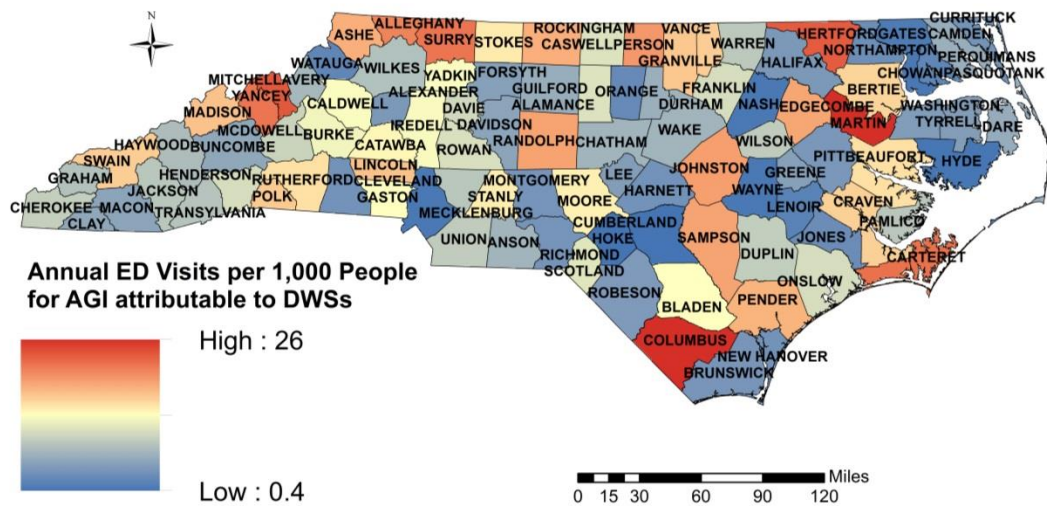 N
ALLEGHANY
ASHE
SURRY
STOKES
ROCKINGHAM
CASWELL
PERSON
VANCE
GRANVILLE
WARREN
HERTFORD
GATES
CURRITUCK
CAMDEN
NORTHAMPTON
PERQUIMANS
CHOWAN
PASQUOTANK
HALIFAX
WATAUGA
WILKES
YADKIN
FORSYTH
GUILFORD
ORANGE
FRANKLIN
BERTIE
MITCHELL
AVERY
YANCEY
CALDWELL
ALEXANDER
DAVIE
ALAMANCE
DURHAM
NASH
EDGECOMBE
MARTIN
WASHINGTON
TYRRELL
DARE
MADISON
MCDOWELL
BURKE
IREDELL
DAVIDSON
RANDOLPH
CHATHAM
WAKE
WILSON
HAYWOOD
BUNCOMBE
CATAWBA
ROWAN
JOHNSTON
PITT
BEAUFORT
HYDE
SWAIN
GRAHAM
HENDERSON
RUTHERFORD
LINCOLN
CLEVELAND
MONTGOMERY
LEE
GREENE
JACKSON
POLK
GASTON
STANLY
MOORE
HARNETT
WAYNE
LENOIR
CRAVEN
CHEROKEE
MACON
TRANSYLVANIA
MECKLENBURG
CUMBERLAND
PAMLICO
CLAY
UNION
ANSON
HOKE
RICHMOND
SAMPSON
DUPLIN
JONES
SCOTLAND
ONSLOW
CARTERET
ROBESON
BLADEN
PENDER
COLUMBUS
NEW HANOVER
BRUNSWICK
Annual ED Visits per 1,000 People
for AGI attributable to DWSs
High : 26
Low : 0.4
Miles
0 15 30 60 90 120